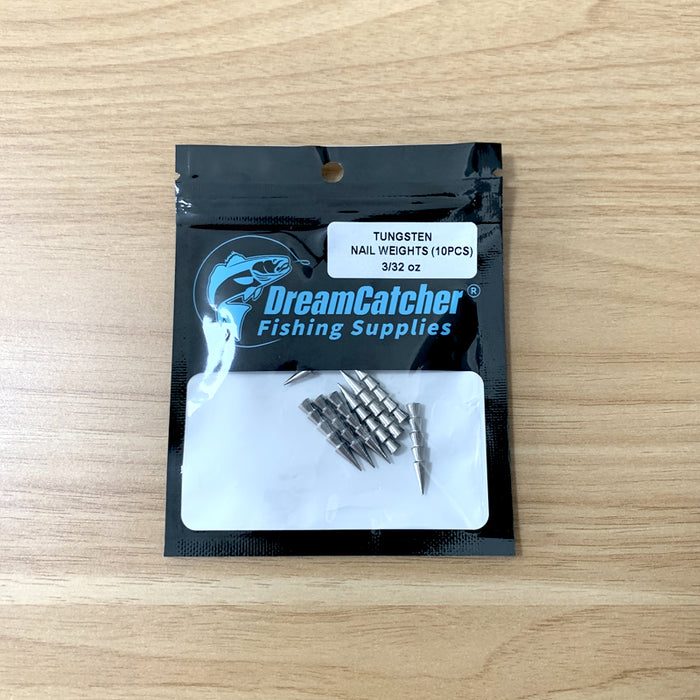 TUNGSTEN
NAIL WEIGHTS (10PCS)
3/32 oz
DreamCatcher®
Fishing Supplies